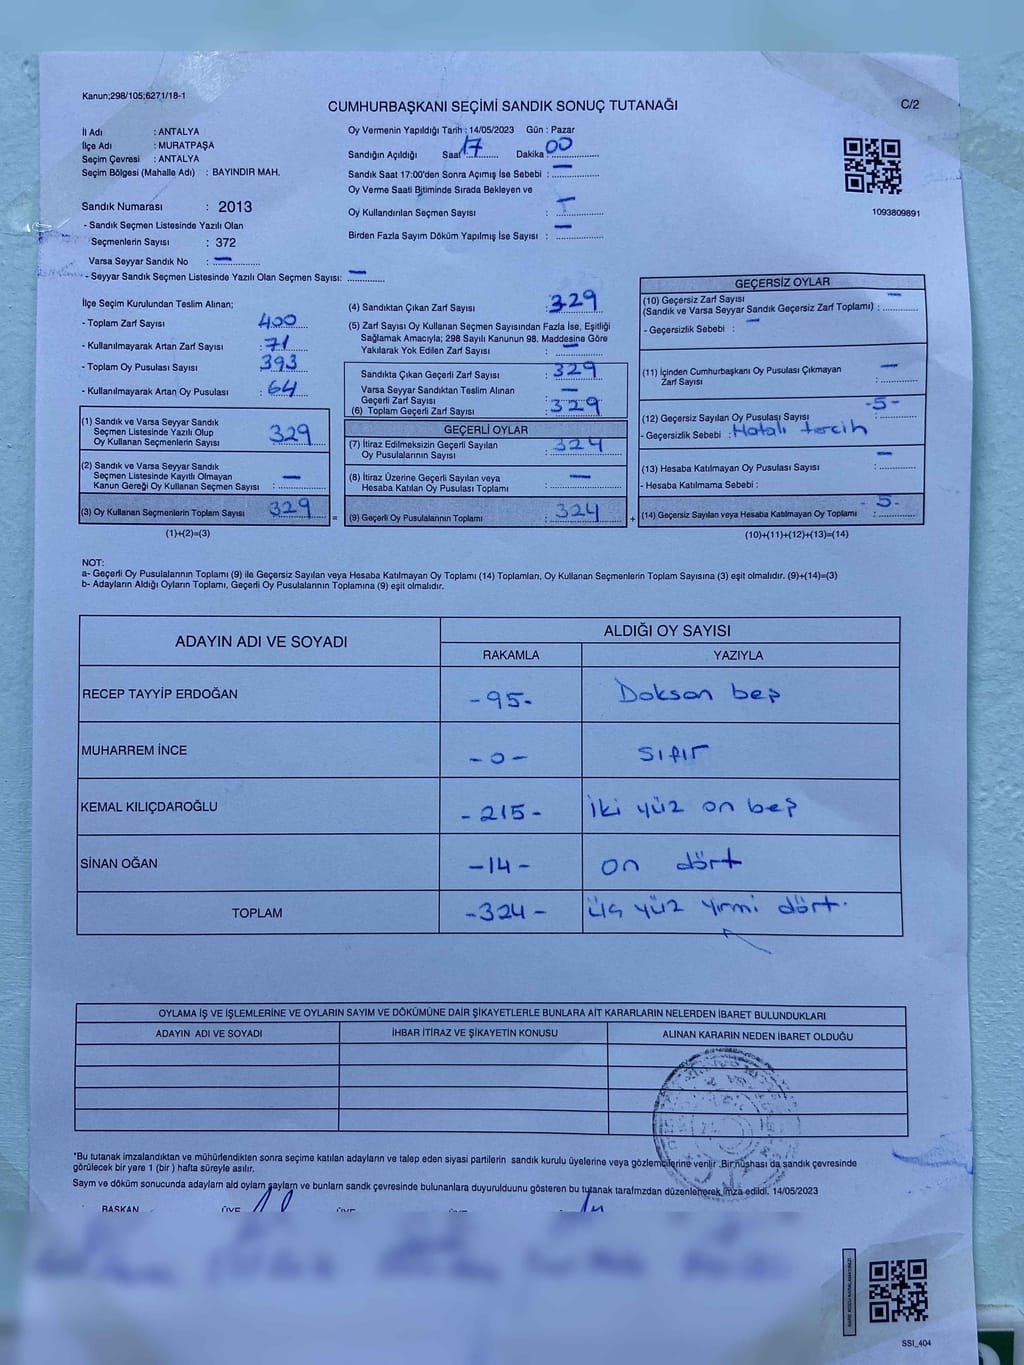 Kanun;298/105;6271/18-1
CUMHURBAŞKANI SEÇİMİ SANDIK SONUÇ TUTANAĞI
C/2
İl Adı : ANTALYA
İlçe Adı : MURATPAŞA
Seçim Çevresi : ANTALYA
Seçim Bölgesi (Mahalle Adı) : BAYINDIR MAH.
Sandık Numarası : 2013
- Sandık Seçmen Listesinde Yazılı Olan
Seçmenlerin Sayısı : 372
Varsa Seyyar Sandık No : —
- Seyyar Sandık Seçmen Listesinde Yazılı Olan Seçmen Sayısı: —
Oy Vermenin Yapıldığı Tarih : 14/05/2023 Gün : Pazar
Sandığın Açıldığı Saat 17 Dakika 00
Sandık Saat 17:00'den Sonra Açımış İse Sebebi : —
Oy Verme Saati Bitiminde Sırada Bekleyen ve
Oy Kullandırılan Seçmen Sayısı : —
Birden Fazla Sayım Döküm Yapılmış İse Sayısı : —
1093809891
İlçe Seçim Kurulundan Teslim Alınan;
- Toplam Zarf Sayısı : 400
- Kullanılmayarak Artan Zarf Sayısı : 71
- Toplam Oy Pusulası Sayısı : 393
- Kullanılmayarak Artan Oy Pusulası : 64
(1) Sandık ve Varsa Seyyar Sandık
Seçmen Listesinde Yazılı Olup
Oy Kullanan Seçmenlerin Sayısı : 329
(2) Sandık ve Varsa Seyyar Sandık
Seçmen Listesinde Kayıtlı Olmayan
Kanun Gereği Oy Kullanan Seçmen Sayısı : —
(3) Oy Kullanan Seçmenlerin Toplam Sayısı : 329
(1)+(2)=(3)
(4) Sandıktan Çıkan Zarf Sayısı : 329
(5) Zarf Sayısı Oy Kullanan Seçmen Sayısından Fazla İse, Eşitliği
Sağlamak Amacıyla; 298 Sayılı Kanunun 98. Maddesine Göre
Yakılarak Yok Edilen Zarf Sayısı : —
Sandıkta Çıkan Geçerli Zarf Sayısı : 329
Varsa Seyyar Sandıktan Teslim Alınan
Geçerli Zarf Sayısı : —
(6) Toplam Geçerli Zarf Sayısı : 329
GEÇERLİ OYLAR
(7) İtiraz Edilmeksizin Geçerli Sayılan
Oy Pusulalarının Sayısı : 324
(8) İtiraz Üzerine Geçerli Sayılan veya
Hesaba Katılan Oy Pusulası Toplamı : —
= (9) Geçerli Oy Pusulalarının Toplamı : 324
GEÇERSİZ OYLAR
(10) Geçersiz Zarf Sayısı
(Sandık ve Varsa Seyyar Sandık Geçersiz Zarf Toplamı) : —
- Geçersizlik Sebebi : —
(11) İçinden Cumhurbaşkanı Oy Pusulası Çıkmayan
Zarf Sayısı : —
(12) Geçersiz Sayılan Oy Pusulası Sayısı : -5-
- Geçersizlik Sebebi : Hatalı tercih
(13) Hesaba Katılmayan Oy Pusulası Sayısı : —
- Hesaba Katılmama Sebebi :
+ (14) Geçersiz Sayılan veya Hesaba Katılmayan Oy Toplamı : -5-
(10)+(11)+(12)+(13)=(14)
NOT:
a- Geçerli Oy Pusulalarının Toplamı (9) ile Geçersiz Sayılan veya Hesaba Katılmayan Oy Toplamı (14) Toplamları, Oy Kullanan Seçmenlerin Toplam Sayısına (3) eşit olmalıdır. (9)+(14)=(3)
b- Adayların Aldığı Oyların Toplamı, Geçerli Oy Pusulalarının Toplamına (9) eşit olmalıdır.
ADAYIN ADI VE SOYADI
ALDIĞI OY SAYISI
RAKAMLA YAZIYLA
RECEP TAYYİP ERDOĞAN -95- Doksan beş
MUHARREM İNCE -0- sıfır
KEMAL KILIÇDAROĞLU -215- İki yüz on beş
SİNAN OĞAN -14- on dört
TOPLAM -324- üç yüz yirmi dört.
OYLAMA İŞ VE İŞLEMLERİNE VE OYLARIN SAYIM VE DÖKÜMÜNE DAİR ŞİKAYETLERLE BUNLARA AİT KARARLARIN NELERDEN İBARET BULUNDUKLARI
ADAYIN ADI VE SOYADI İHBAR İTİRAZ VE ŞİKAYETİN KONUSU ALINAN KARARIN NEDEN İBARET OLDUĞU
*Bu tutanak imzalandıktan ve mühürlendikten sonra seçime katılan adayların ve talep eden siyasi partilerin sandık kurulu üyelerine veya gözlemcilerine verilir .Bir nüshası da sandık çevresinde
görülecek bir yere 1 (bir ) hafta süreyle asılır.
Sayım ve döküm sonucunda adayların ald oyların sayların ve bunların sandk çevresinde bulunanlara duyurulduunu gösteren bu tutanak tarafmzdan düzenlenerek imza edildi. 14/05/2023
BAŞKAN ÜYE ÜYE ÜYE
SSI_404